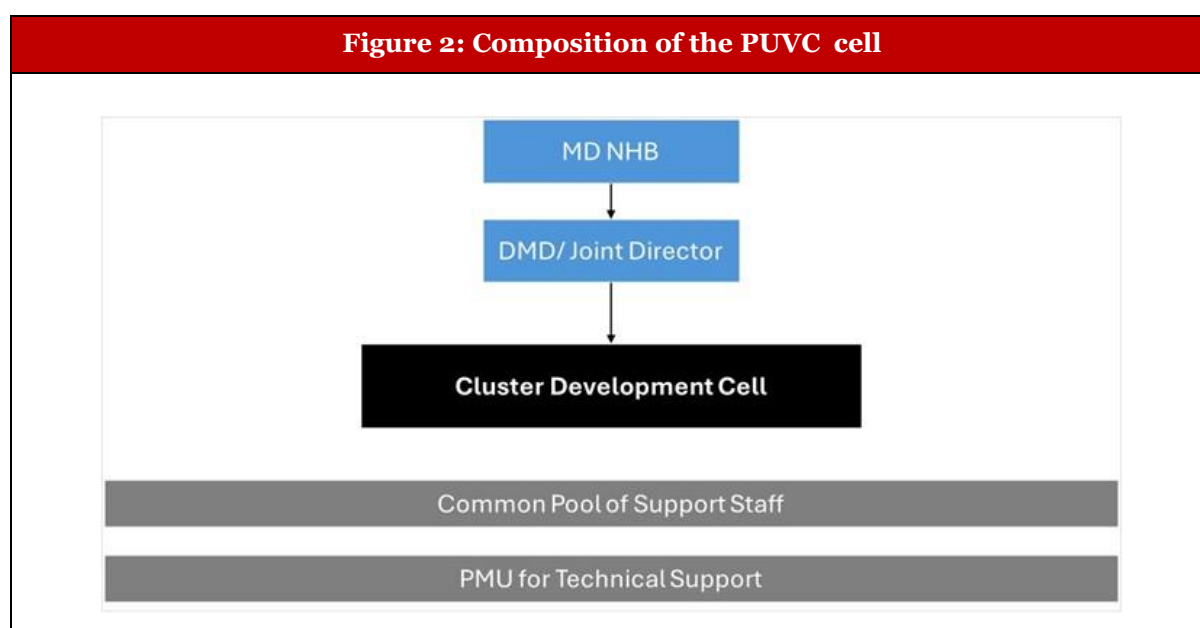 Figure 2: Composition of the PUVC cell
MD NHB
DMD/ Joint Director
Cluster Development Cell
Common Pool of Support Staff
PMU for Technical Support